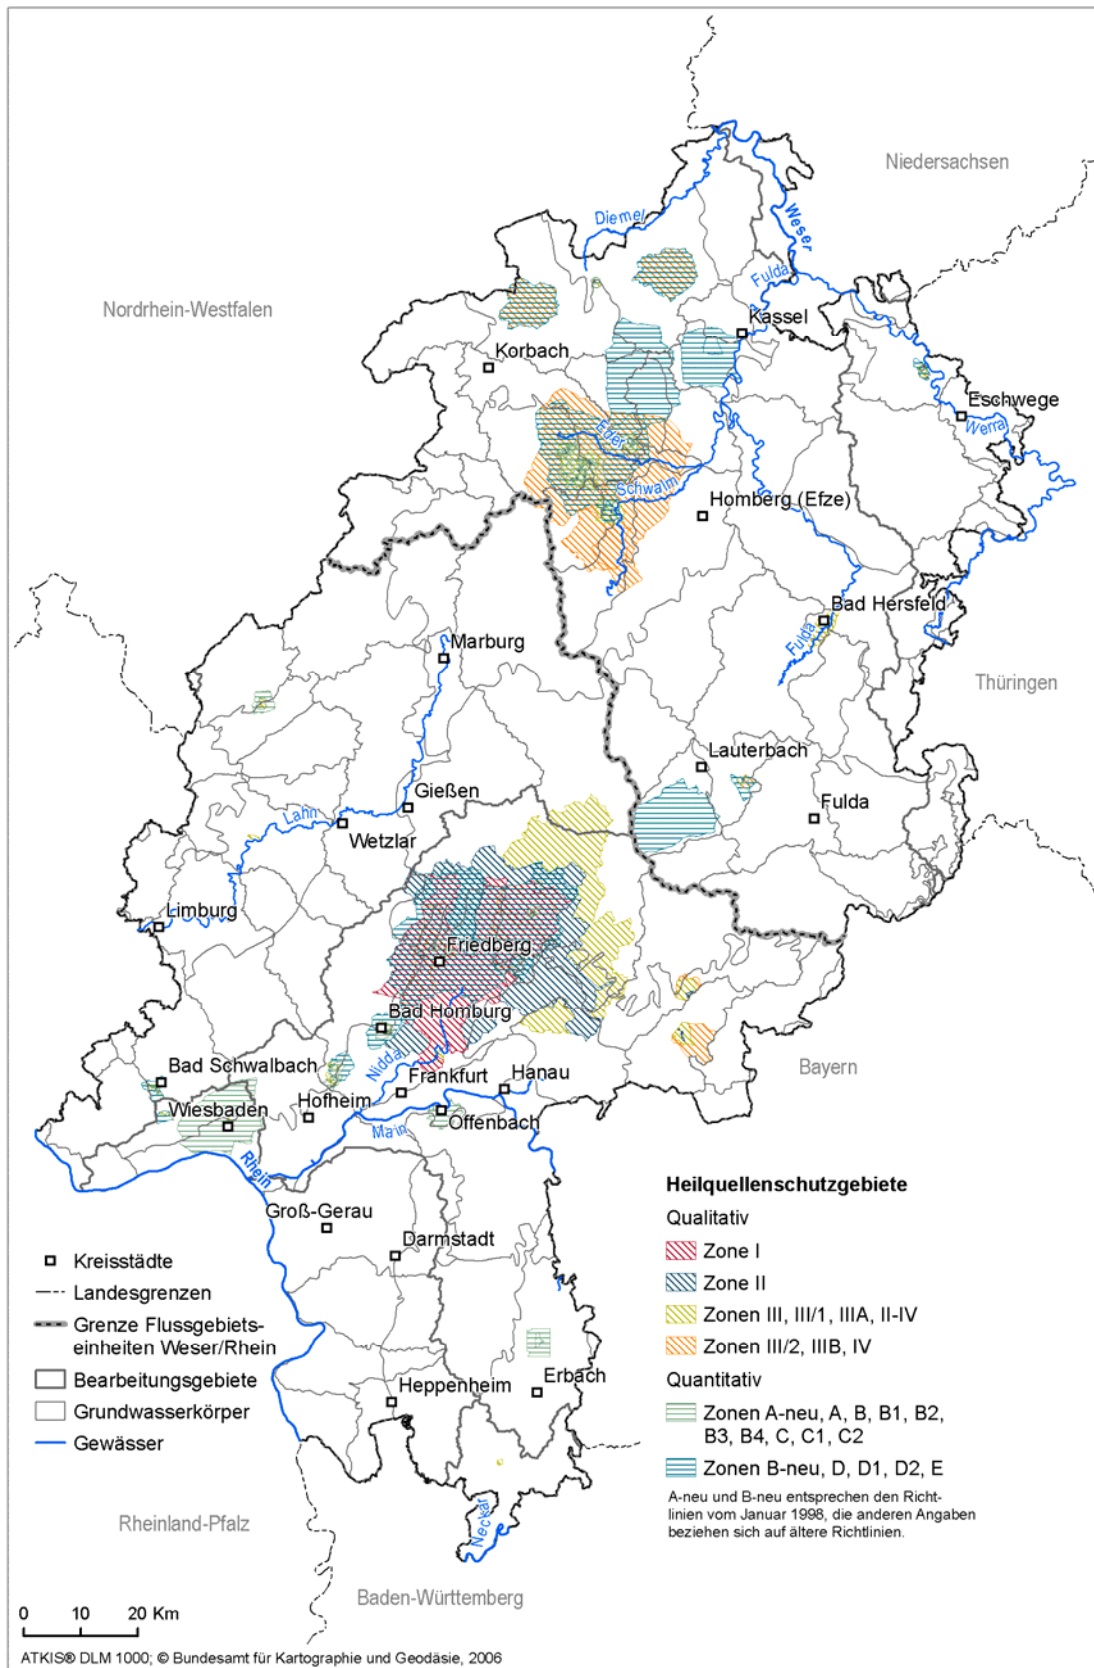 Niedersachsen
Diemel
Weser
Nordrhein-Westfalen
Fulda
Kassel
Korbach
Eschwege
Werra
Eder
Schwalm
Homberg (Efze)
Bad Hersfeld
Fulda
Marburg
Thüringen
Lauterbach
Gießen
Fulda
Lahn
Wetzlar
Limburg
Friedberg
Bad Homburg
Nidda
Bad Schwalbach
Bayern
Frankfurt
Hanau
Wiesbaden
Hofheim
Offenbach
Main
Rhein
Groß-Gerau
Darmstadt
Erbach
Heppenheim
Neckar
Rheinland-Pfalz
Baden-Württemberg
Kreisstädte
Landesgrenzen
Grenze Flussgebiets-
einheiten Weser/Rhein
Bearbeitungsgebiete
Grundwasserkörper
Gewässer
Heilquellenschutzgebiete
Qualitativ
Zone I
Zone II
Zonen III, III/1, IIIA, II-IV
Zonen III/2, IIIB, IV
Quantitativ
Zonen A-neu, A, B, B1, B2,
B3, B4, C, C1, C2
Zonen B-neu, D, D1, D2, E
A-neu und B-neu entsprechen den Richt-
linien vom Januar 1998, die anderen Angaben
beziehen sich auf ältere Richtlinien.
0 10 20 Km
ATKIS® DLM 1000; © Bundesamt für Kartographie und Geodäsie, 2006